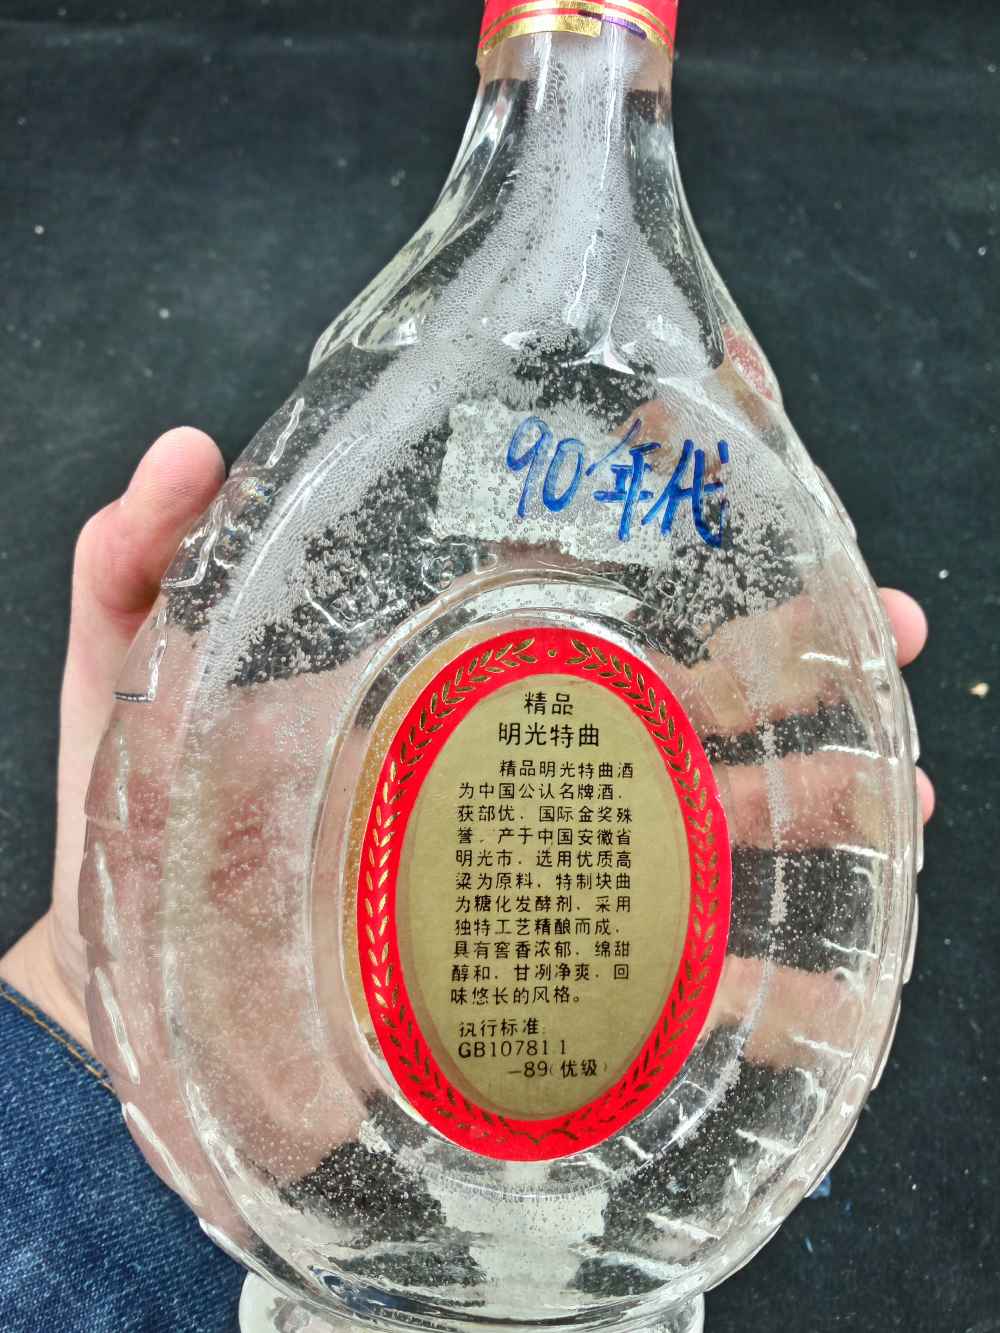 90年代
精品
明光特曲
精品明光特曲酒
为中国公认名牌酒.
获部优.国际金奖殊
誉.产于中国安徽省
明光市.选用优质高
粱为原料.特制块曲
为糖化发酵剂.采用
独特工艺精酿而成.
具有窖香浓郁.绵甜
醇和.甘冽净爽.回
味悠长的风格。
执行标准:
GB10781.1
—89(优级)